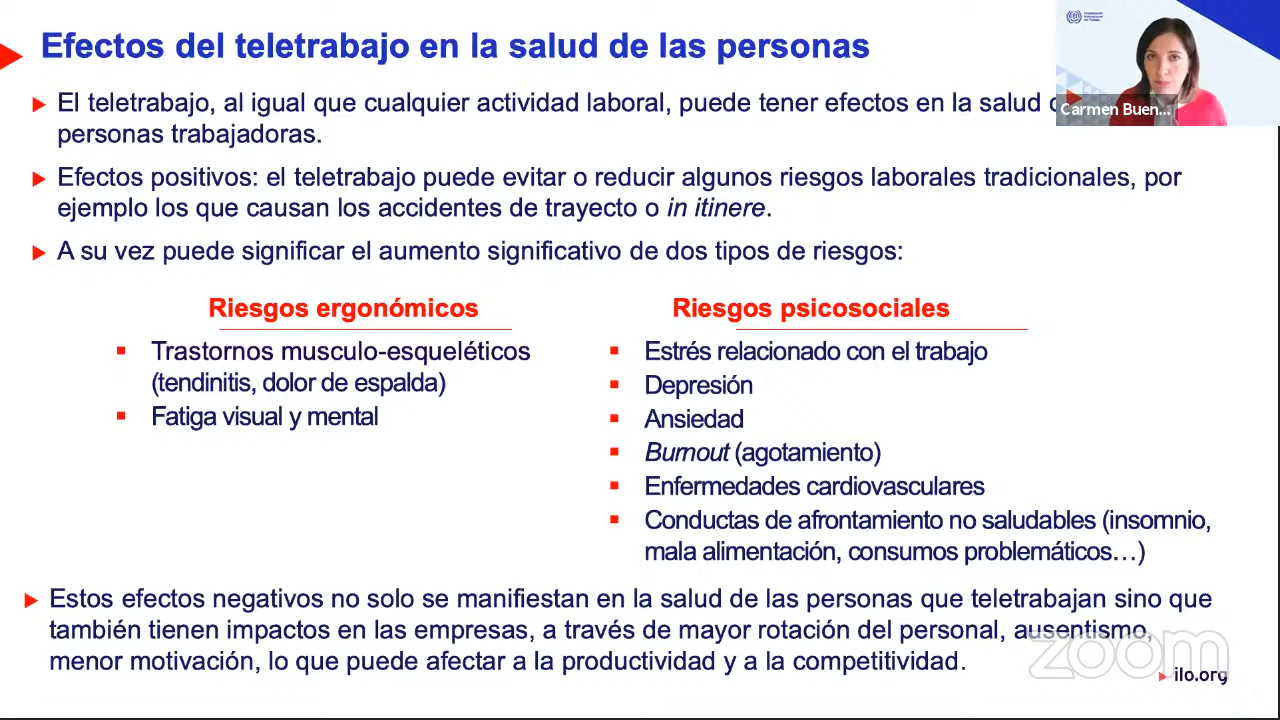 Efectos del teletrabajo en la salud de las personas
Organización
Internacional
del Trabajo
Carmen Buen...
El teletrabajo, al igual que cualquier actividad laboral, puede tener efectos en la salud
personas trabajadoras.
Efectos positivos: el teletrabajo puede evitar o reducir algunos riesgos laborales tradicionales, por
ejemplo los que causan los accidentes de trayecto o in itinere.
A su vez puede significar el aumento significativo de dos tipos de riesgos:
Riesgos ergonómicos
Trastornos musculo-esqueléticos
(tendinitis, dolor de espalda)
Fatiga visual y mental
Riesgos psicosociales
Estrés relacionado con el trabajo
Depresión
Ansiedad
Burnout (agotamiento)
Enfermedades cardiovasculares
Conductas de afrontamiento no saludables (insomnio,
mala alimentación, consumos problemáticos…)
Estos efectos negativos no solo se manifiestan en la salud de las personas que teletrabajan sino que
también tienen impactos en las empresas, a través de mayor rotación del personal, ausentismo,
menor motivación, lo que puede afectar a la productividad y a la competitividad.
zoom
ilo.org